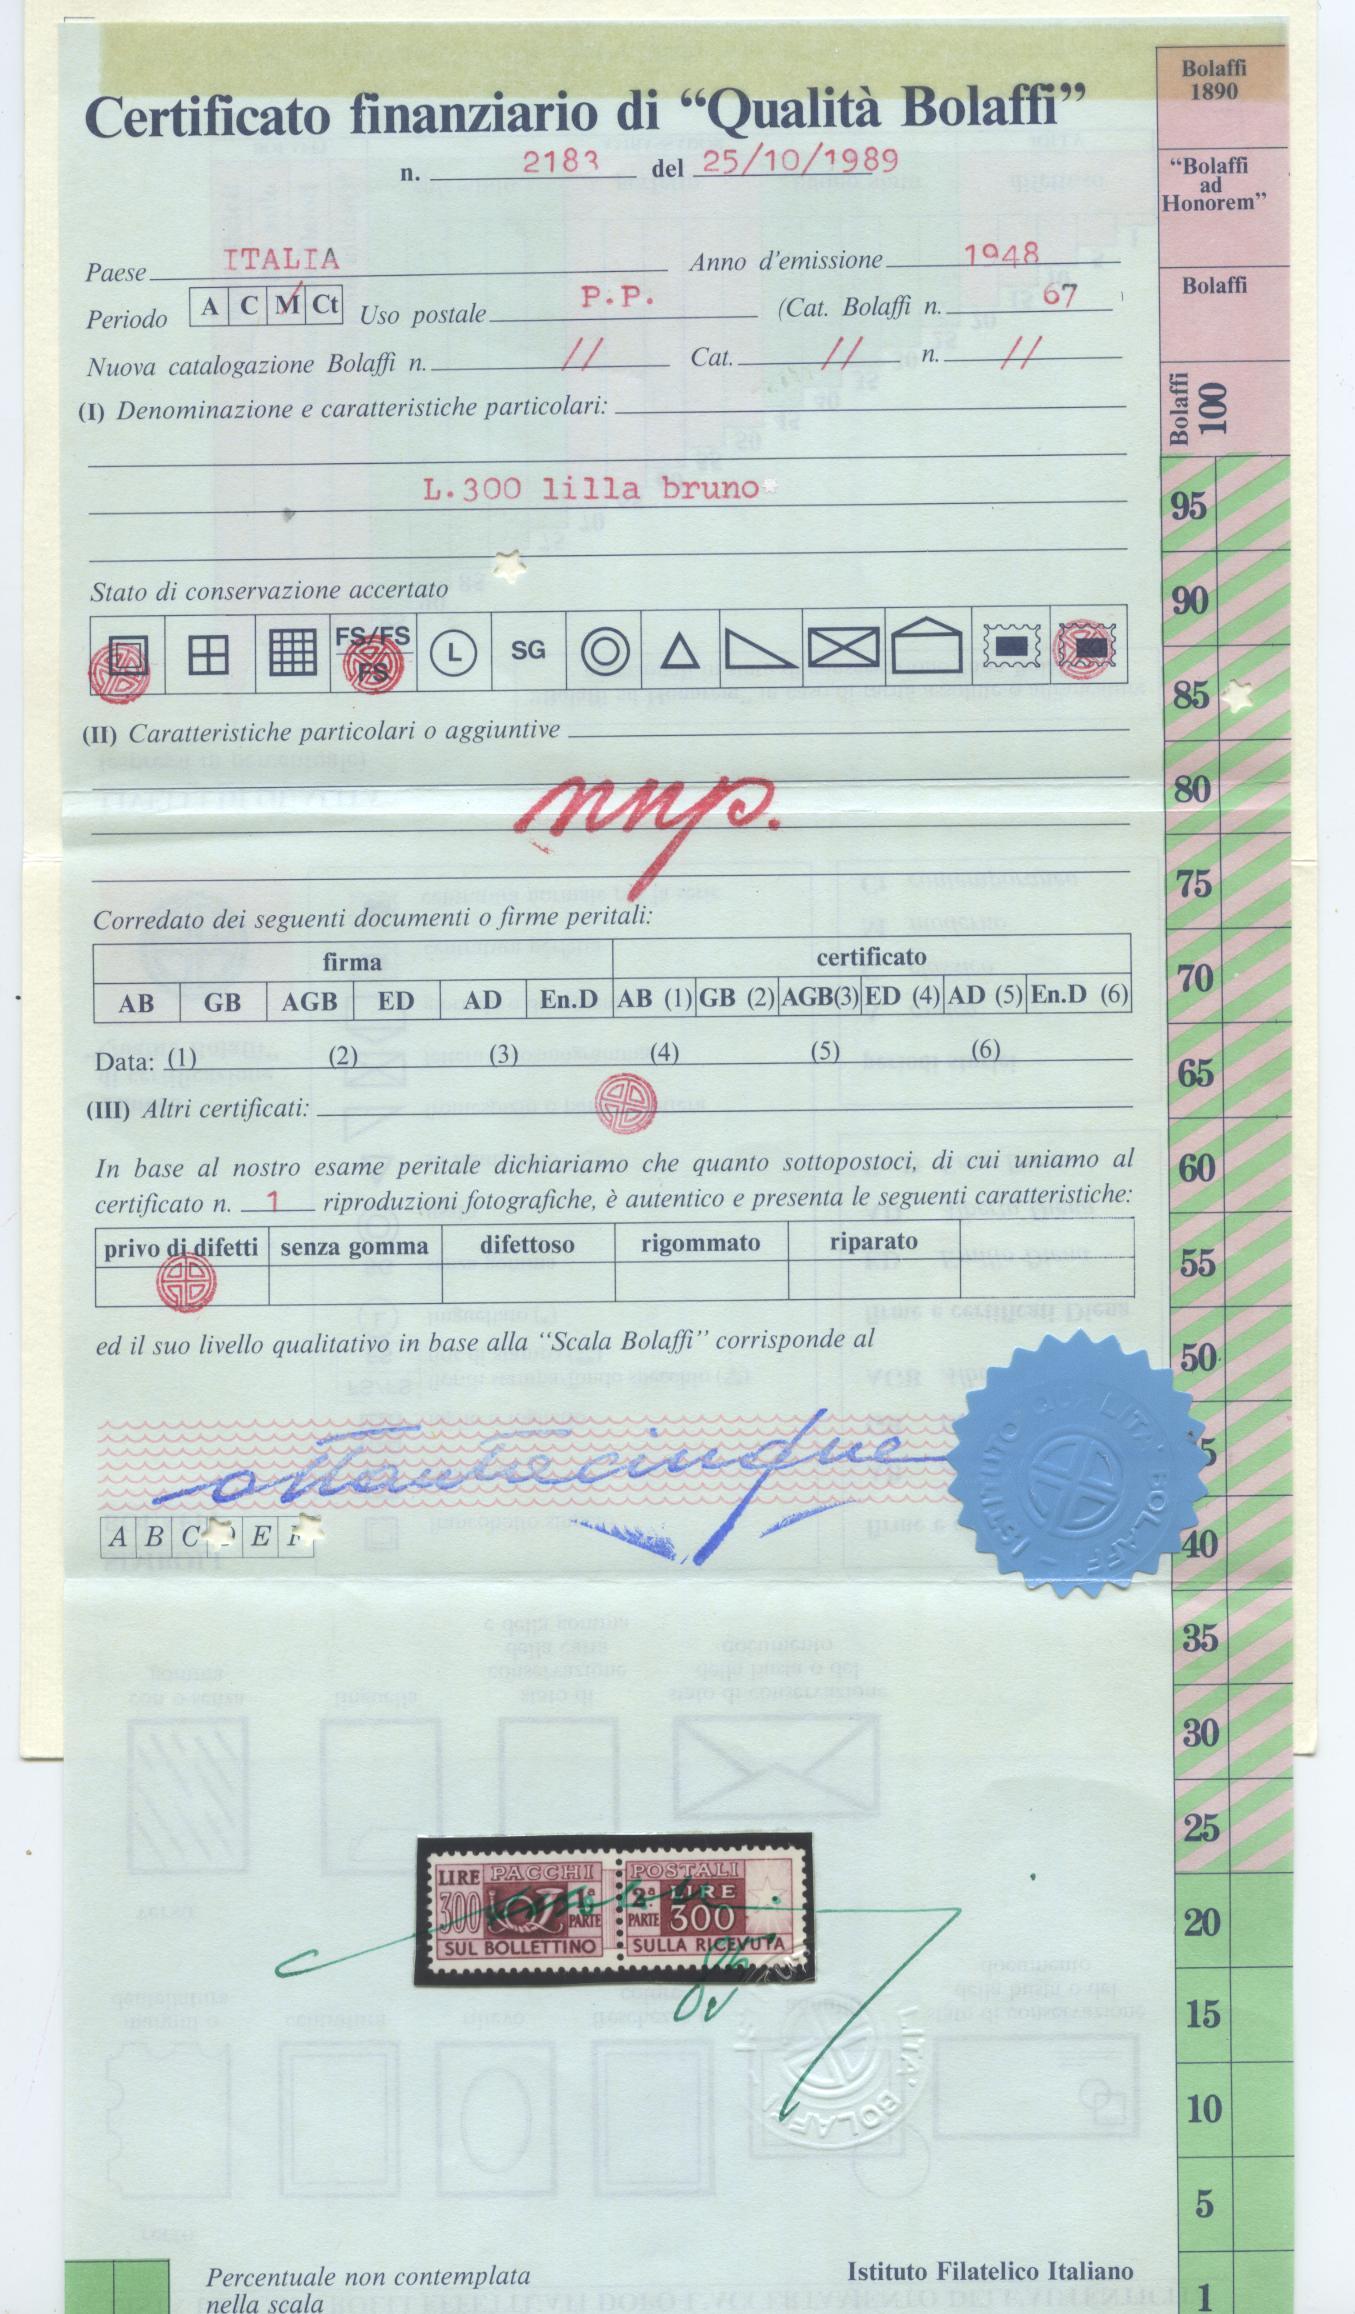 Certificato finanziario di “Qualità Bolaffi”
n. 2183 del 25/10/1989
Paese ITALIA Anno d'emissione 1948
Periodo A C M Ct Uso postale P.P. (Cat. Bolaffi n. 67 )
Nuova catalogazione Bolaffi n. // Cat. // n. //
(I) Denominazione e caratteristiche particolari:
L.300 lilla bruno
Stato di conservazione accertato
FS/FS
FS
L
SG
(II) Caratteristiche particolari o aggiuntive
nnp.
Corredato dei seguenti documenti o firme peritali:
firma certificato
AB GB AGB ED AD En.D AB (1) GB (2) AGB(3) ED (4) AD (5) En.D (6)
Data: (1) (2) (3) (4) (5) (6)
(III) Altri certificati:
In base al nostro esame peritale dichiariamo che quanto sottopostoci, di cui uniamo al
certificato n. 1 riproduzioni fotografiche, è autentico e presenta le seguenti caratteristiche:
privo di difetti senza gomma difettoso rigommato riparato
ed il suo livello qualitativo in base alla “Scala Bolaffi” corrisponde al
ottantacinque
A B C E F
ISTITUTO QUALITA' BOLAFFI
LIRE PACCHI POSTALI
300 1ª PARTE 2ª PARTE LIRE 300
SUL BOLLETTINO SULLA RICEVUTA
LITA' BOLAFF
Percentuale non contemplata
nella scala
Istituto Filatelico Italiano
Bolaffi
1890
“Bolaffi
ad
Honorem”
Bolaffi
Bolaffi
100
95
90
85
80
75
70
65
60
55
50
5
40
35
30
25
20
15
10
5
1